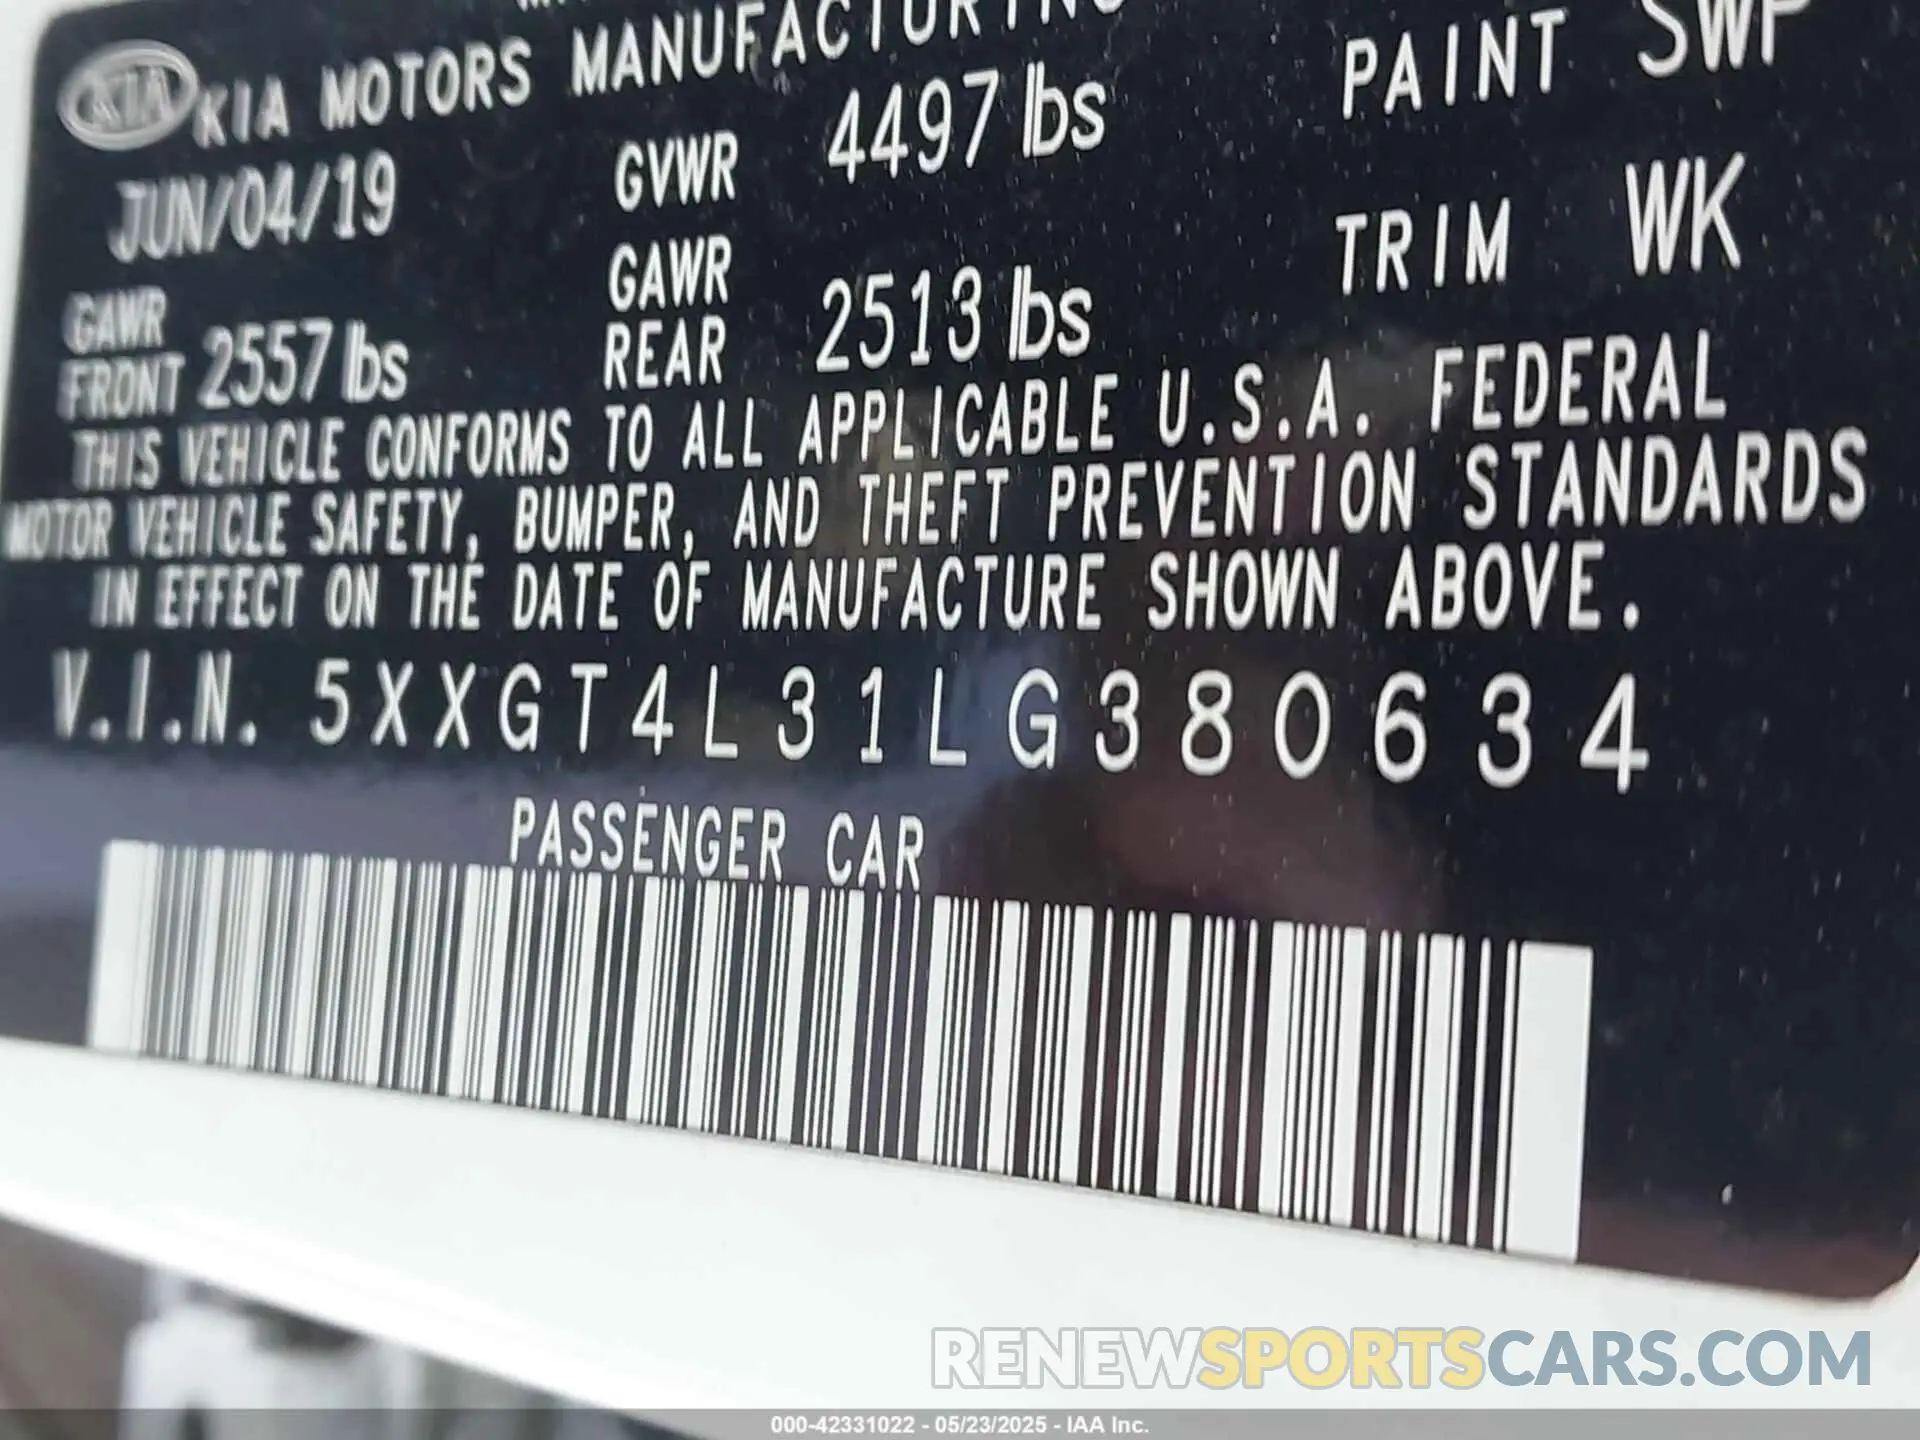 KIA KIA MOTORS MANUFACTURING PAINT SWP
JUN/04/19 GVWR 4497 lbs TRIM WK
GAWR FRONT 2557 lbs GAWR REAR 2513 lbs
THIS VEHICLE CONFORMS TO ALL APPLICABLE U.S.A. FEDERAL
MOTOR VEHICLE SAFETY, BUMPER, AND THEFT PREVENTION STANDARDS
IN EFFECT ON THE DATE OF MANUFACTURE SHOWN ABOVE.
V.I.N. 5XXGT4L31LG380634
PASSENGER CAR
RENEWSPORTSCARS.COM
000-42331022 - 05/23/2025 - IAA Inc.